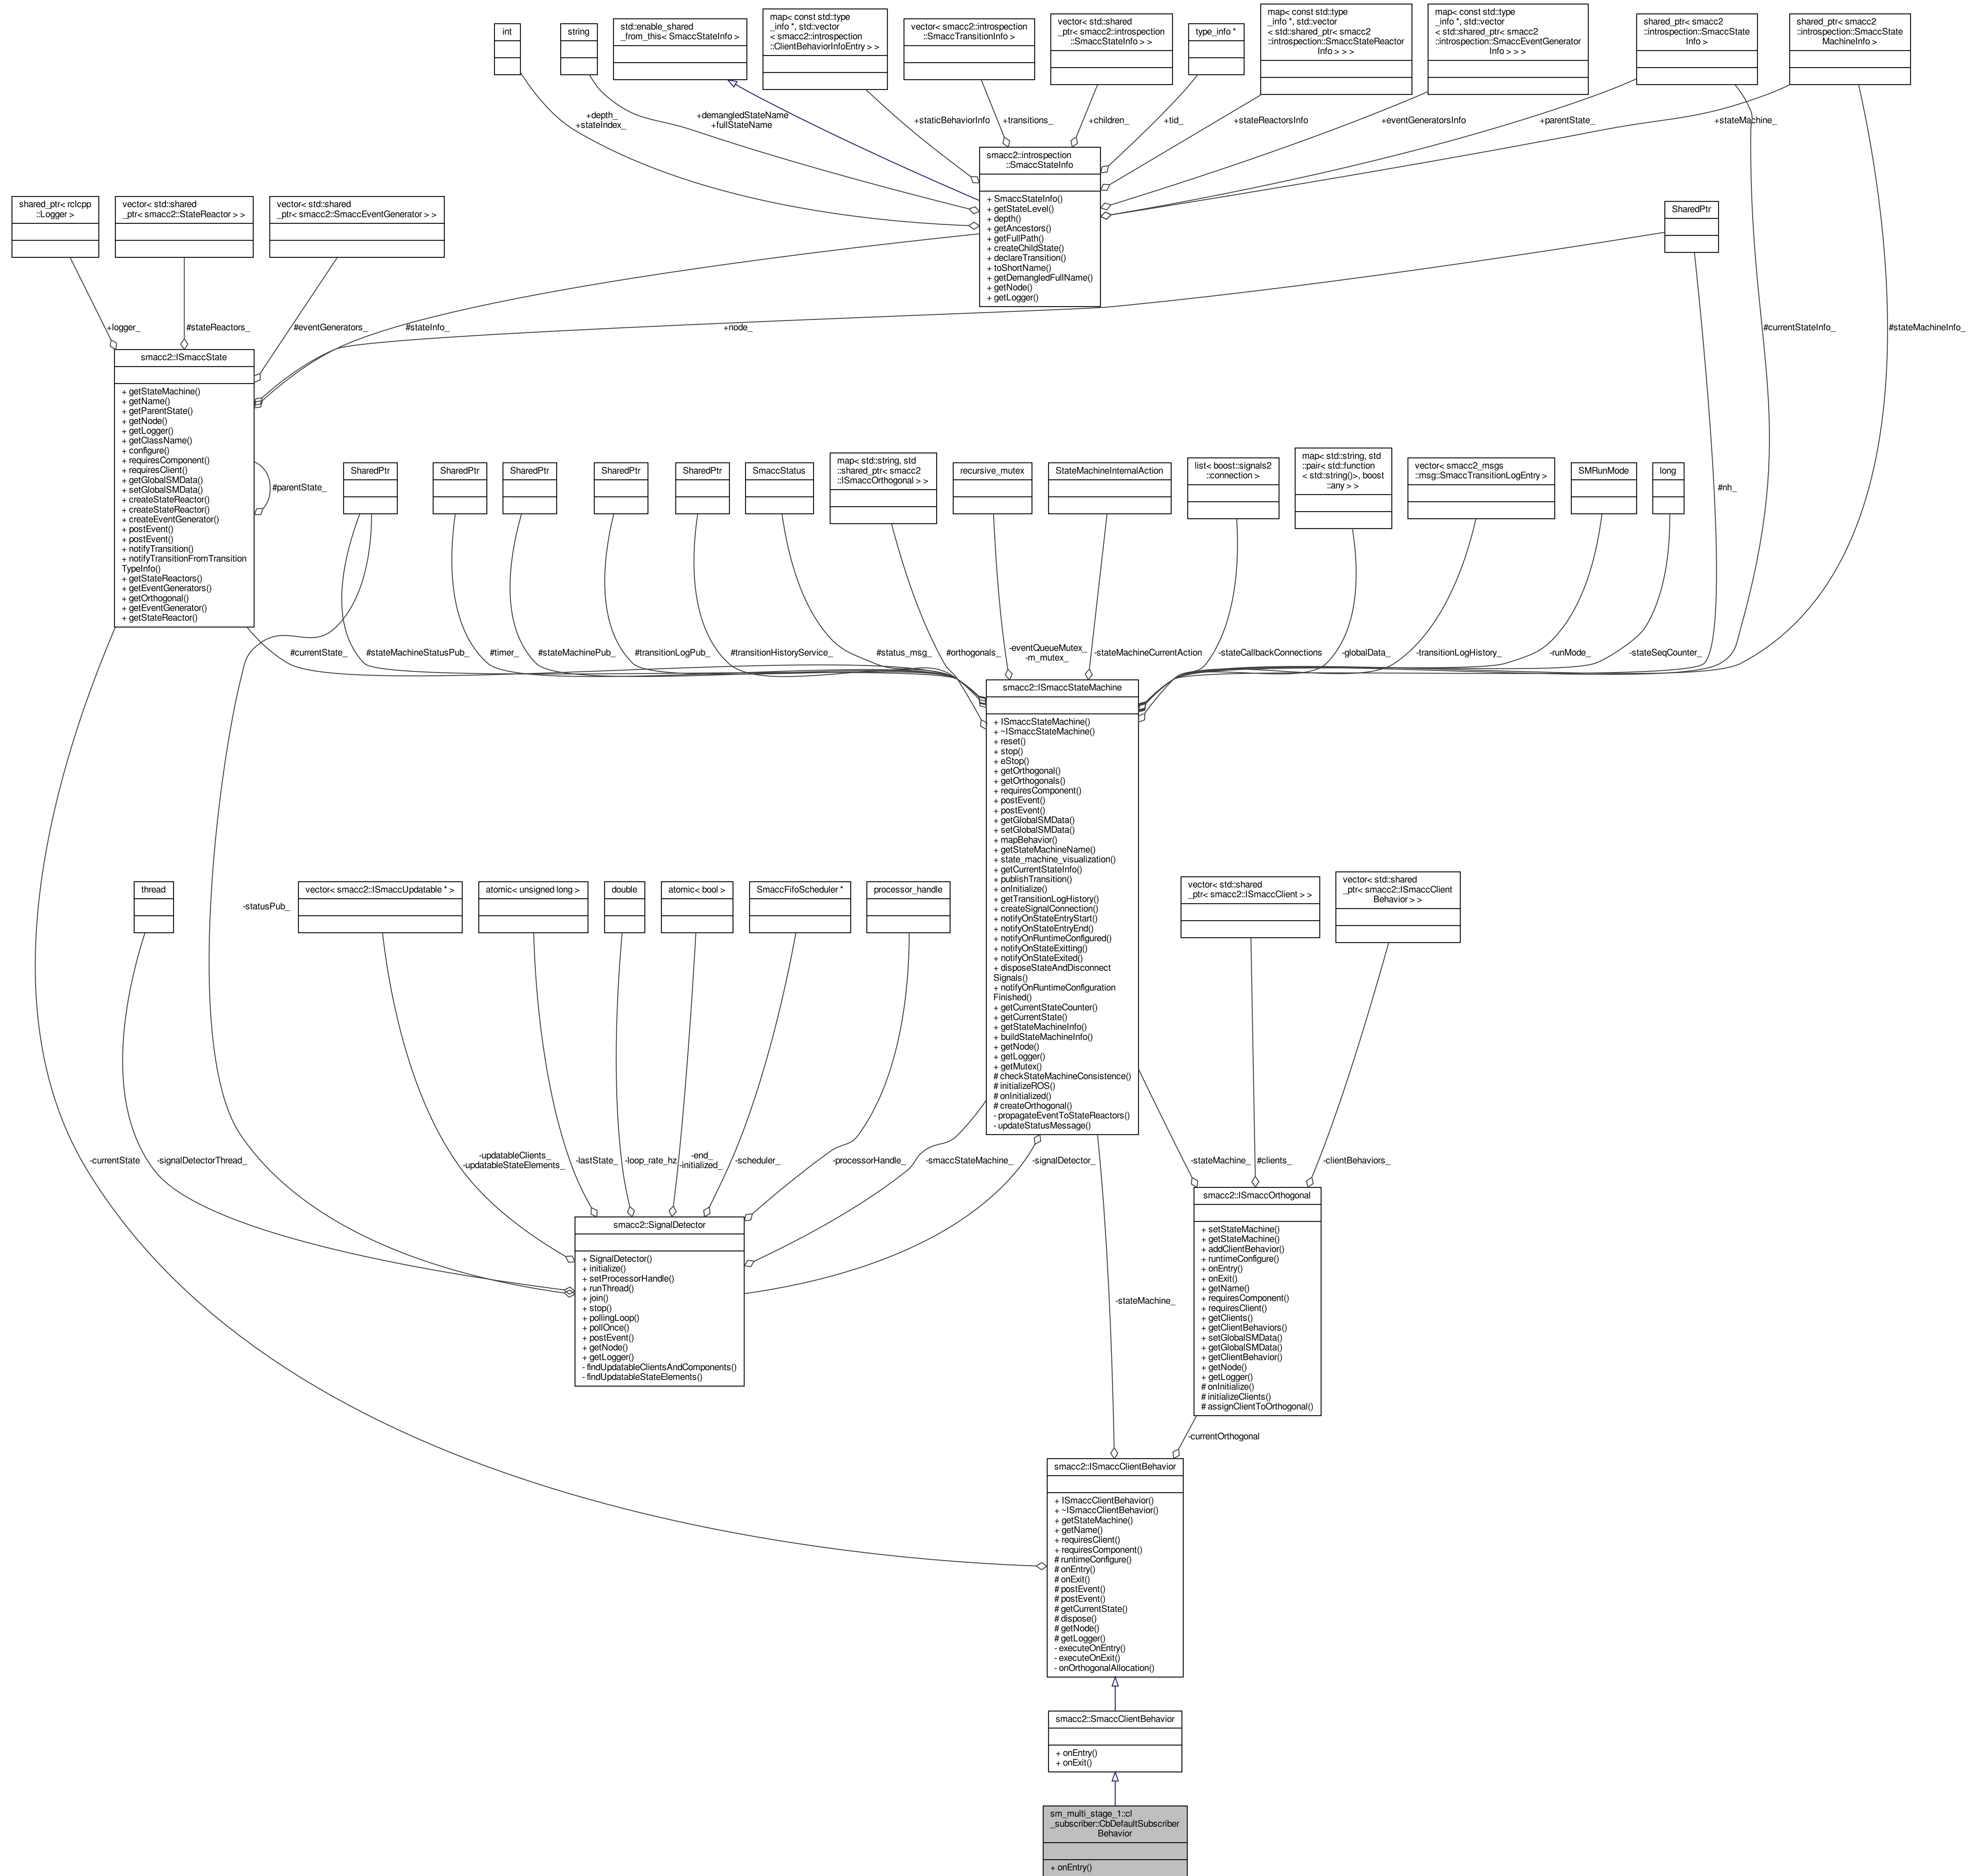 int
string
std::enable_shared
_from_this< SmaccStateInfo >
map< const std::type
_info *, std::vector
< smacc2::introspection
::ClientBehaviorInfoEntry > >
vector< smacc2::introspection
::SmaccTransitionInfo >
vector< std::shared
_ptr< smacc2::introspection
::SmaccStateInfo > >
type_info *
map< const std::type
_info *, std::vector
< std::shared_ptr< smacc2
::introspection::SmaccStateReactor
Info > > >
map< const std::type
_info *, std::vector
< std::shared_ptr< smacc2
::introspection::SmaccEventGenerator
Info > > >
shared_ptr< smacc2
::introspection::SmaccState
Info >
shared_ptr< smacc2
::introspection::SmaccState
MachineInfo >
+depth_
+stateIndex_
+demangledStateName
+fullStateName
+staticBehaviorInfo
+transitions_
+children_
+tid_
+stateReactorsInfo
+eventGeneratorsInfo
+parentState_
+stateMachine_
smacc2::introspection
::SmaccStateInfo
+ SmaccStateInfo()
+ getStateLevel()
+ depth()
+ getAncestors()
+ getFullPath()
+ createChildState()
+ declareTransition()
+ toShortName()
+ getDemangledFullName()
+ getNode()
+ getLogger()
shared_ptr< rclcpp
::Logger >
vector< std::shared
_ptr< smacc2::StateReactor > >
vector< std::shared
_ptr< smacc2::SmaccEventGenerator > >
SharedPtr
+logger_
#stateReactors_
#eventGenerators_
#stateInfo_
+node_
#currentStateInfo_
#stateMachineInfo_
smacc2::ISmaccState
+ getStateMachine()
+ getName()
+ getParentState()
+ getNode()
+ getLogger()
+ getClassName()
+ configure()
+ requiresComponent()
+ requiresClient()
+ getGlobalSMData()
+ setGlobalSMData()
+ createStateReactor()
+ createStateReactor()
+ createEventGenerator()
+ postEvent()
+ postEvent()
+ notifyTransition()
+ notifyTransitionFromTransition
TypeInfo()
+ getStateReactors()
+ getEventGenerators()
+ getOrthogonal()
+ getEventGenerator()
+ getStateReactor()
#parentState_
SharedPtr
SharedPtr
SharedPtr
SharedPtr
SharedPtr
SmaccStatus
map< std::string, std
::shared_ptr< smacc2
::ISmaccOrthogonal > >
recursive_mutex
StateMachineInternalAction
list< boost::signals2
::connection >
map< std::string, std
::pair< std::function
< std::string()>, boost
::any > >
vector< smacc2_msgs
::msg::SmaccTransitionLogEntry >
SMRunMode
long
#nh_
#currentState_
#stateMachineStatusPub_
#timer_
#stateMachinePub_
#transitionLogPub_
#transitionHistoryService_
#status_msg_
#orthogonals_
-eventQueueMutex_
-m_mutex_
-stateMachineCurrentAction
-stateCallbackConnections
-globalData_
-transitionLogHistory_
-runMode_
-stateSeqCounter_
smacc2::ISmaccStateMachine
+ ISmaccStateMachine()
+ ~ISmaccStateMachine()
+ reset()
+ stop()
+ eStop()
+ getOrthogonal()
+ getOrthogonals()
+ requiresComponent()
+ postEvent()
+ postEvent()
+ getGlobalSMData()
+ setGlobalSMData()
+ mapBehavior()
+ getStateMachineName()
+ state_machine_visualization()
+ getCurrentStateInfo()
+ publishTransition()
+ onInitialize()
+ getTransitionLogHistory()
+ createSignalConnection()
+ notifyOnStateEntryStart()
+ notifyOnStateEntryEnd()
+ notifyOnRuntimeConfigured()
+ notifyOnStateExitting()
+ notifyOnStateExited()
+ disposeStateAndDisconnect
Signals()
+ notifyOnRuntimeConfiguration
Finished()
+ getCurrentStateCounter()
+ getCurrentState()
+ getStateMachineInfo()
+ buildStateMachineInfo()
+ getNode()
+ getLogger()
+ getMutex()
# checkStateMachineConsistence()
# initializeROS()
# onInitialized()
# createOrthogonal()
- propagateEventToStateReactors()
- updateStatusMessage()
thread
-statusPub_
vector< smacc2::ISmaccUpdatable * >
atomic< unsigned long >
double
atomic< bool >
SmaccFifoScheduler *
processor_handle
vector< std::shared
_ptr< smacc2::ISmaccClient > >
vector< std::shared
_ptr< smacc2::ISmaccClient
Behavior > >
-currentState
-signalDetectorThread_
-updatableClients_
-updatableStateElements_
-lastState_
-loop_rate_hz
-end_
-initialized_
-scheduler_
-processorHandle_
-smaccStateMachine_
-signalDetector_
-stateMachine_
#clients_
-clientBehaviors_
smacc2::SignalDetector
+ SignalDetector()
+ initialize()
+ setProcessorHandle()
+ runThread()
+ join()
+ stop()
+ pollingLoop()
+ pollOnce()
+ postEvent()
+ getNode()
+ getLogger()
- findUpdatableClientsAndComponents()
- findUpdatableStateElements()
-stateMachine_
smacc2::ISmaccOrthogonal
+ setStateMachine()
+ getStateMachine()
+ addClientBehavior()
+ runtimeConfigure()
+ onEntry()
+ onExit()
+ getName()
+ requiresComponent()
+ requiresClient()
+ getClients()
+ getClientBehaviors()
+ setGlobalSMData()
+ getGlobalSMData()
+ getClientBehavior()
+ getNode()
+ getLogger()
# onInitialize()
# initializeClients()
# assignClientToOrthogonal()
-currentOrthogonal
smacc2::ISmaccClientBehavior
+ ISmaccClientBehavior()
+ ~ISmaccClientBehavior()
+ getStateMachine()
+ getName()
+ requiresClient()
+ requiresComponent()
# runtimeConfigure()
# onEntry()
# onExit()
# postEvent()
# postEvent()
# getCurrentState()
# dispose()
# getNode()
# getLogger()
- executeOnEntry()
- executeOnExit()
- onOrthogonalAllocation()
smacc2::SmaccClientBehavior
+ onEntry()
+ onExit()
sm_multi_stage_1::cl
_subscriber::CbDefaultSubscriber
Behavior
+ onEntry()